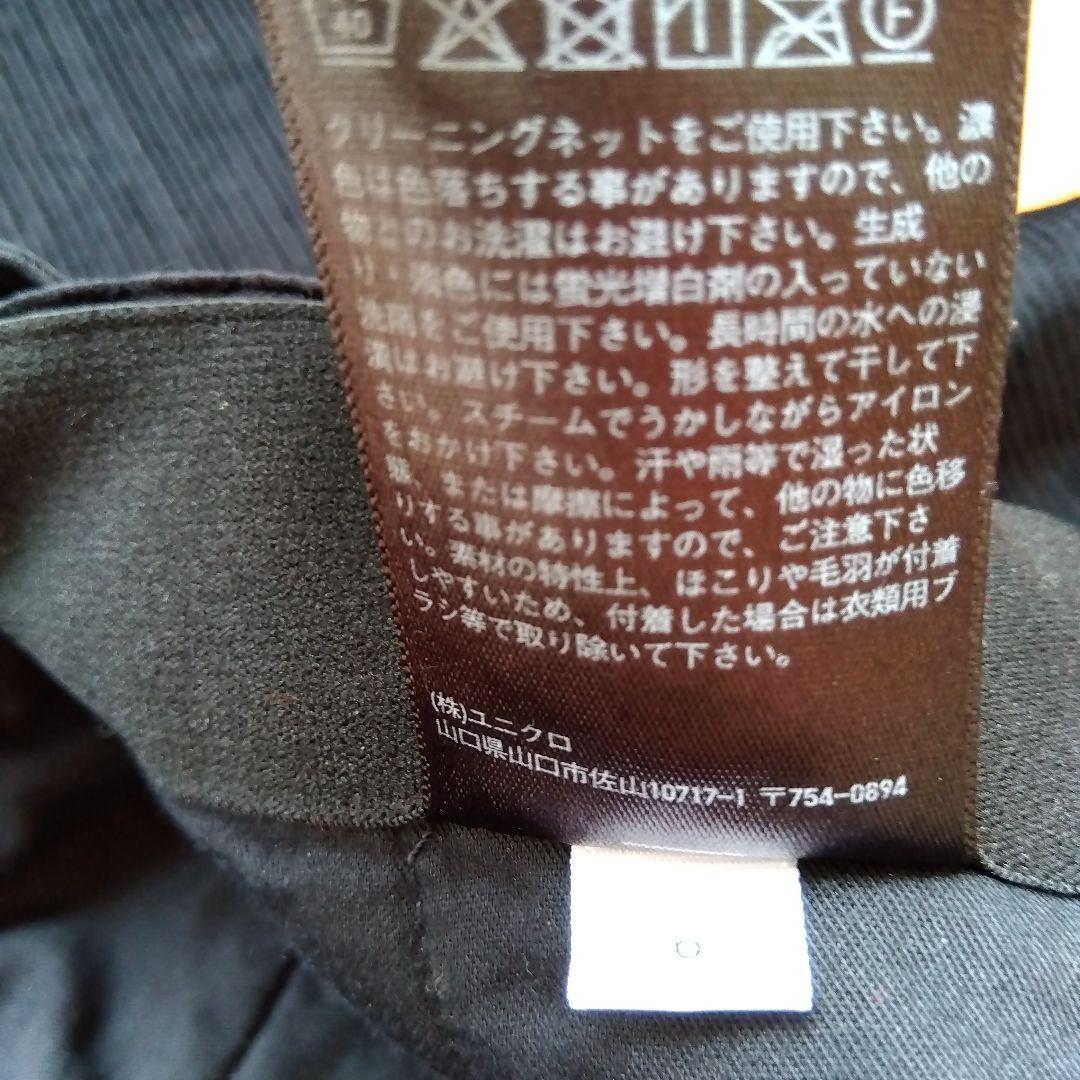 40
クリーニングネットをご使用下さい。濃
色は色落ちする事がありますので、他の
物とのお洗濯はお避け下さい。生成
り・淡色には蛍光増白剤の入っていない
洗剤をご使用下さい。長時間の水への浸
漬はお避け下さい。形を整えて干して下
さい。スチームでうかしながらアイロン
をおかけ下さい。汗や雨等で湿った状
態、または摩擦によって、他の物に色移
りする事がありますので、ご注意下さ
い。素材の特性上、ほこりや毛羽が付着
しやすいため、付着した場合は衣類用ブ
ラシ等で取り除いて下さい。
(株)ユニクロ
山口県山口市佐山10717-1 〒754-0894